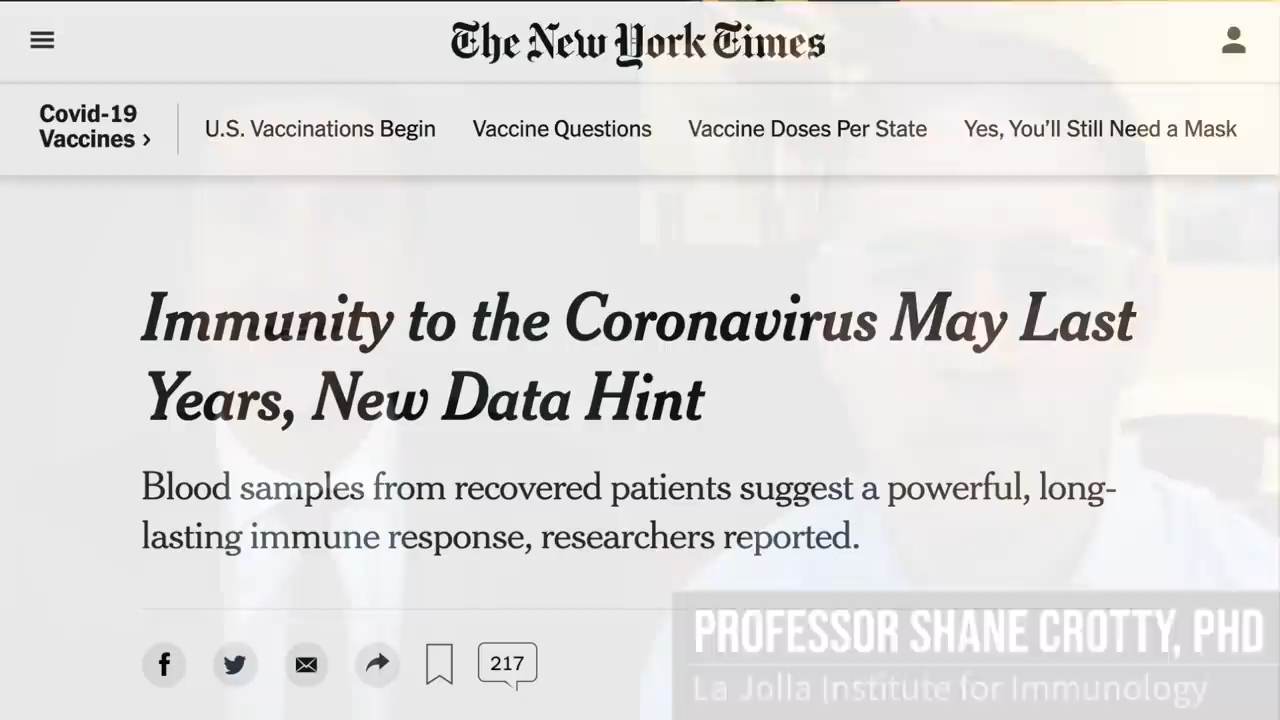 The New York Times
Covid-19
Vaccines ›
U.S. Vaccinations Begin
Vaccine Questions
Vaccine Doses Per State
Yes, You’ll Still Need a Mask
Immunity to the Coronavirus May Last
Years, New Data Hint
Blood samples from recovered patients suggest a powerful, long-
lasting immune response, researchers reported.
217
PROFESSOR SHANE CROTTY, PHD
La Jolla Institute for Immunology